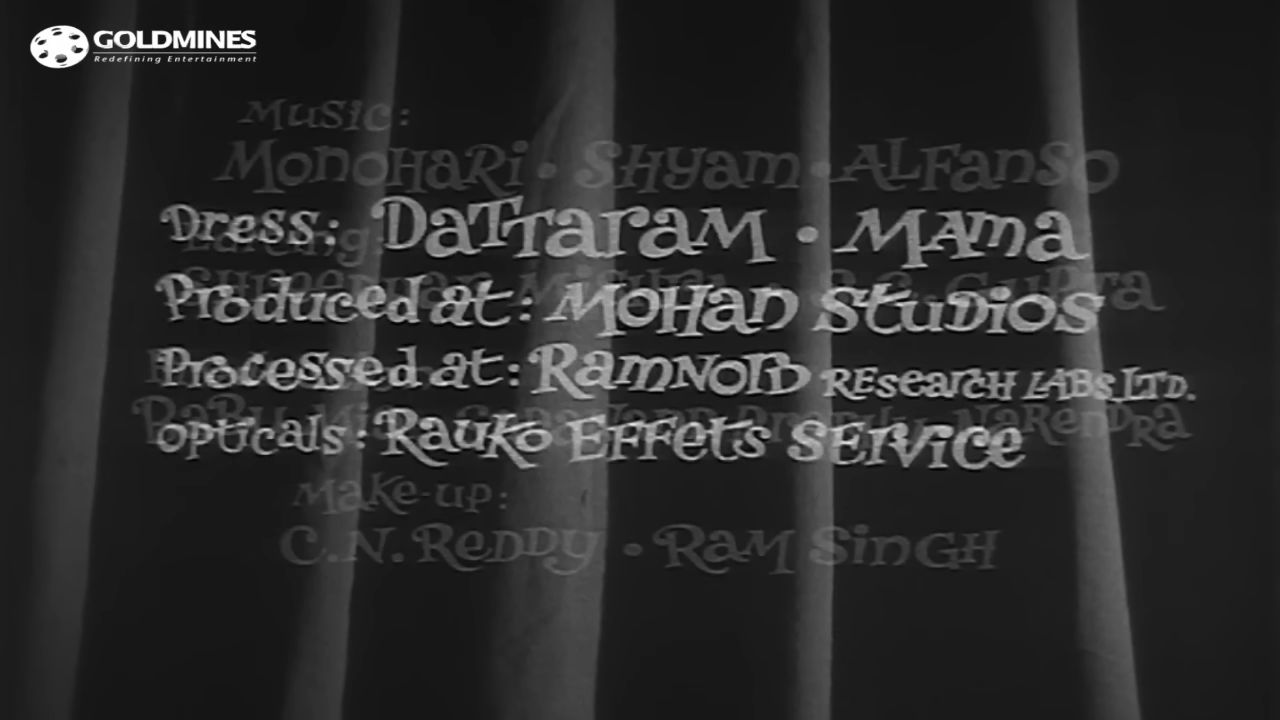 GOLDMINES
Redefining Entertainment
Music:
Monohari • Shyam • Alfanso
Dress: Dattaram • Mama
Produced at: Mohan Studios
Processed at: Ramnord Research Labs. Ltd.
Opticals: Rauko Effets Service
Narendra
Make-up:
C.N. Reddy • Ram Singh